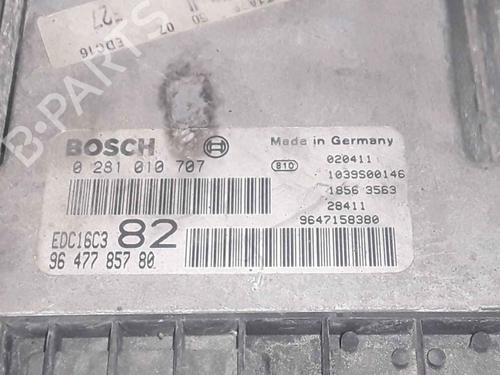 EDC16
B-PARTS
BOSCH
Made in Germany
0 281 010 707
810
020411
1039S00146
1856 3563
28411
9647158380
EDC16C3 82
96 477 857 80